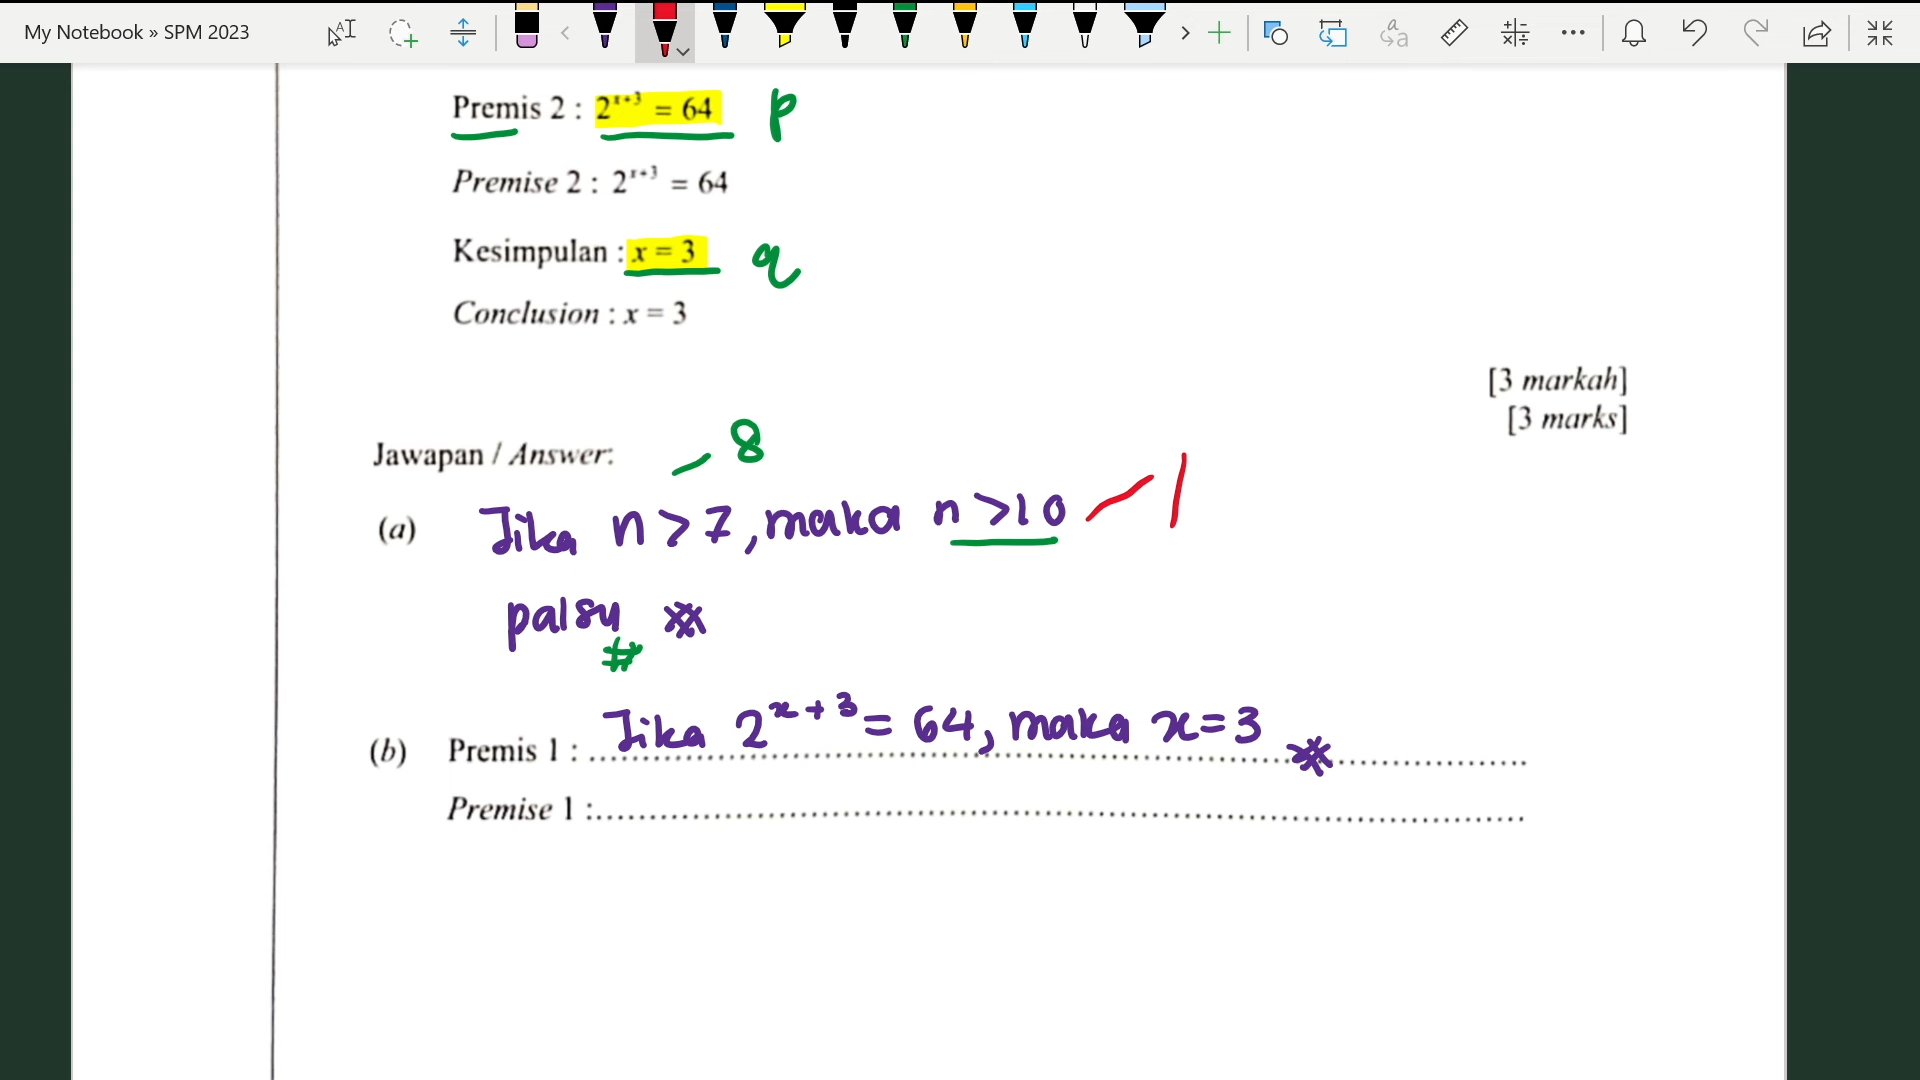 My Notebook » SPM 2023
Premis 2 : 2^{x+3} = 64 p
Premise 2 : 2^{x+3} = 64
Kesimpulan : x = 3 q
Conclusion : x = 3
[3 markah]
[3 marks]
Jawapan / Answer: 8
(a) Jika n > 7, maka n > 10 1
palsu
#
Jika 2^{x+3} = 64, maka x = 3
(b) Premis 1 : ..........
Premise 1 : ..........